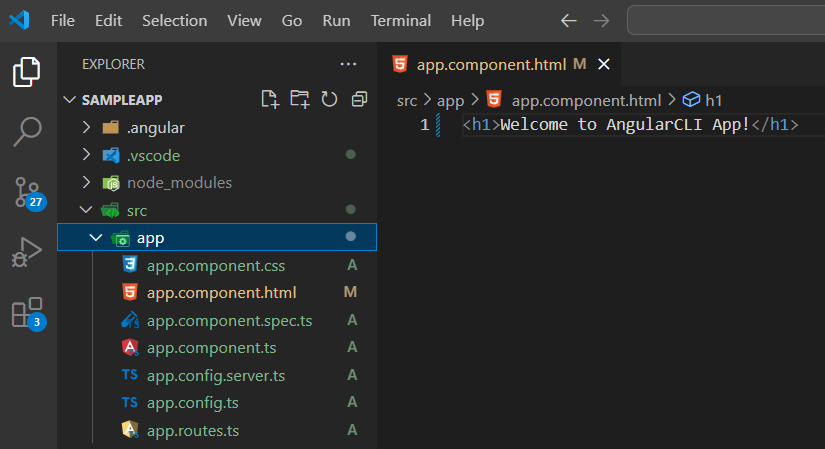 File Edit Selection View Go Run Terminal Help
EXPLORER
SAMPLEAPP
.angular
.vscode
node_modules
src
app
app.component.css A
app.component.html M
app.component.spec.ts A
app.component.ts A
TS app.config.server.ts A
TS app.config.ts A
app.routes.ts A
27
3
app.component.html M
src > app > app.component.html > h1
1 <h1>Welcome to AngularCLI App!</h1>